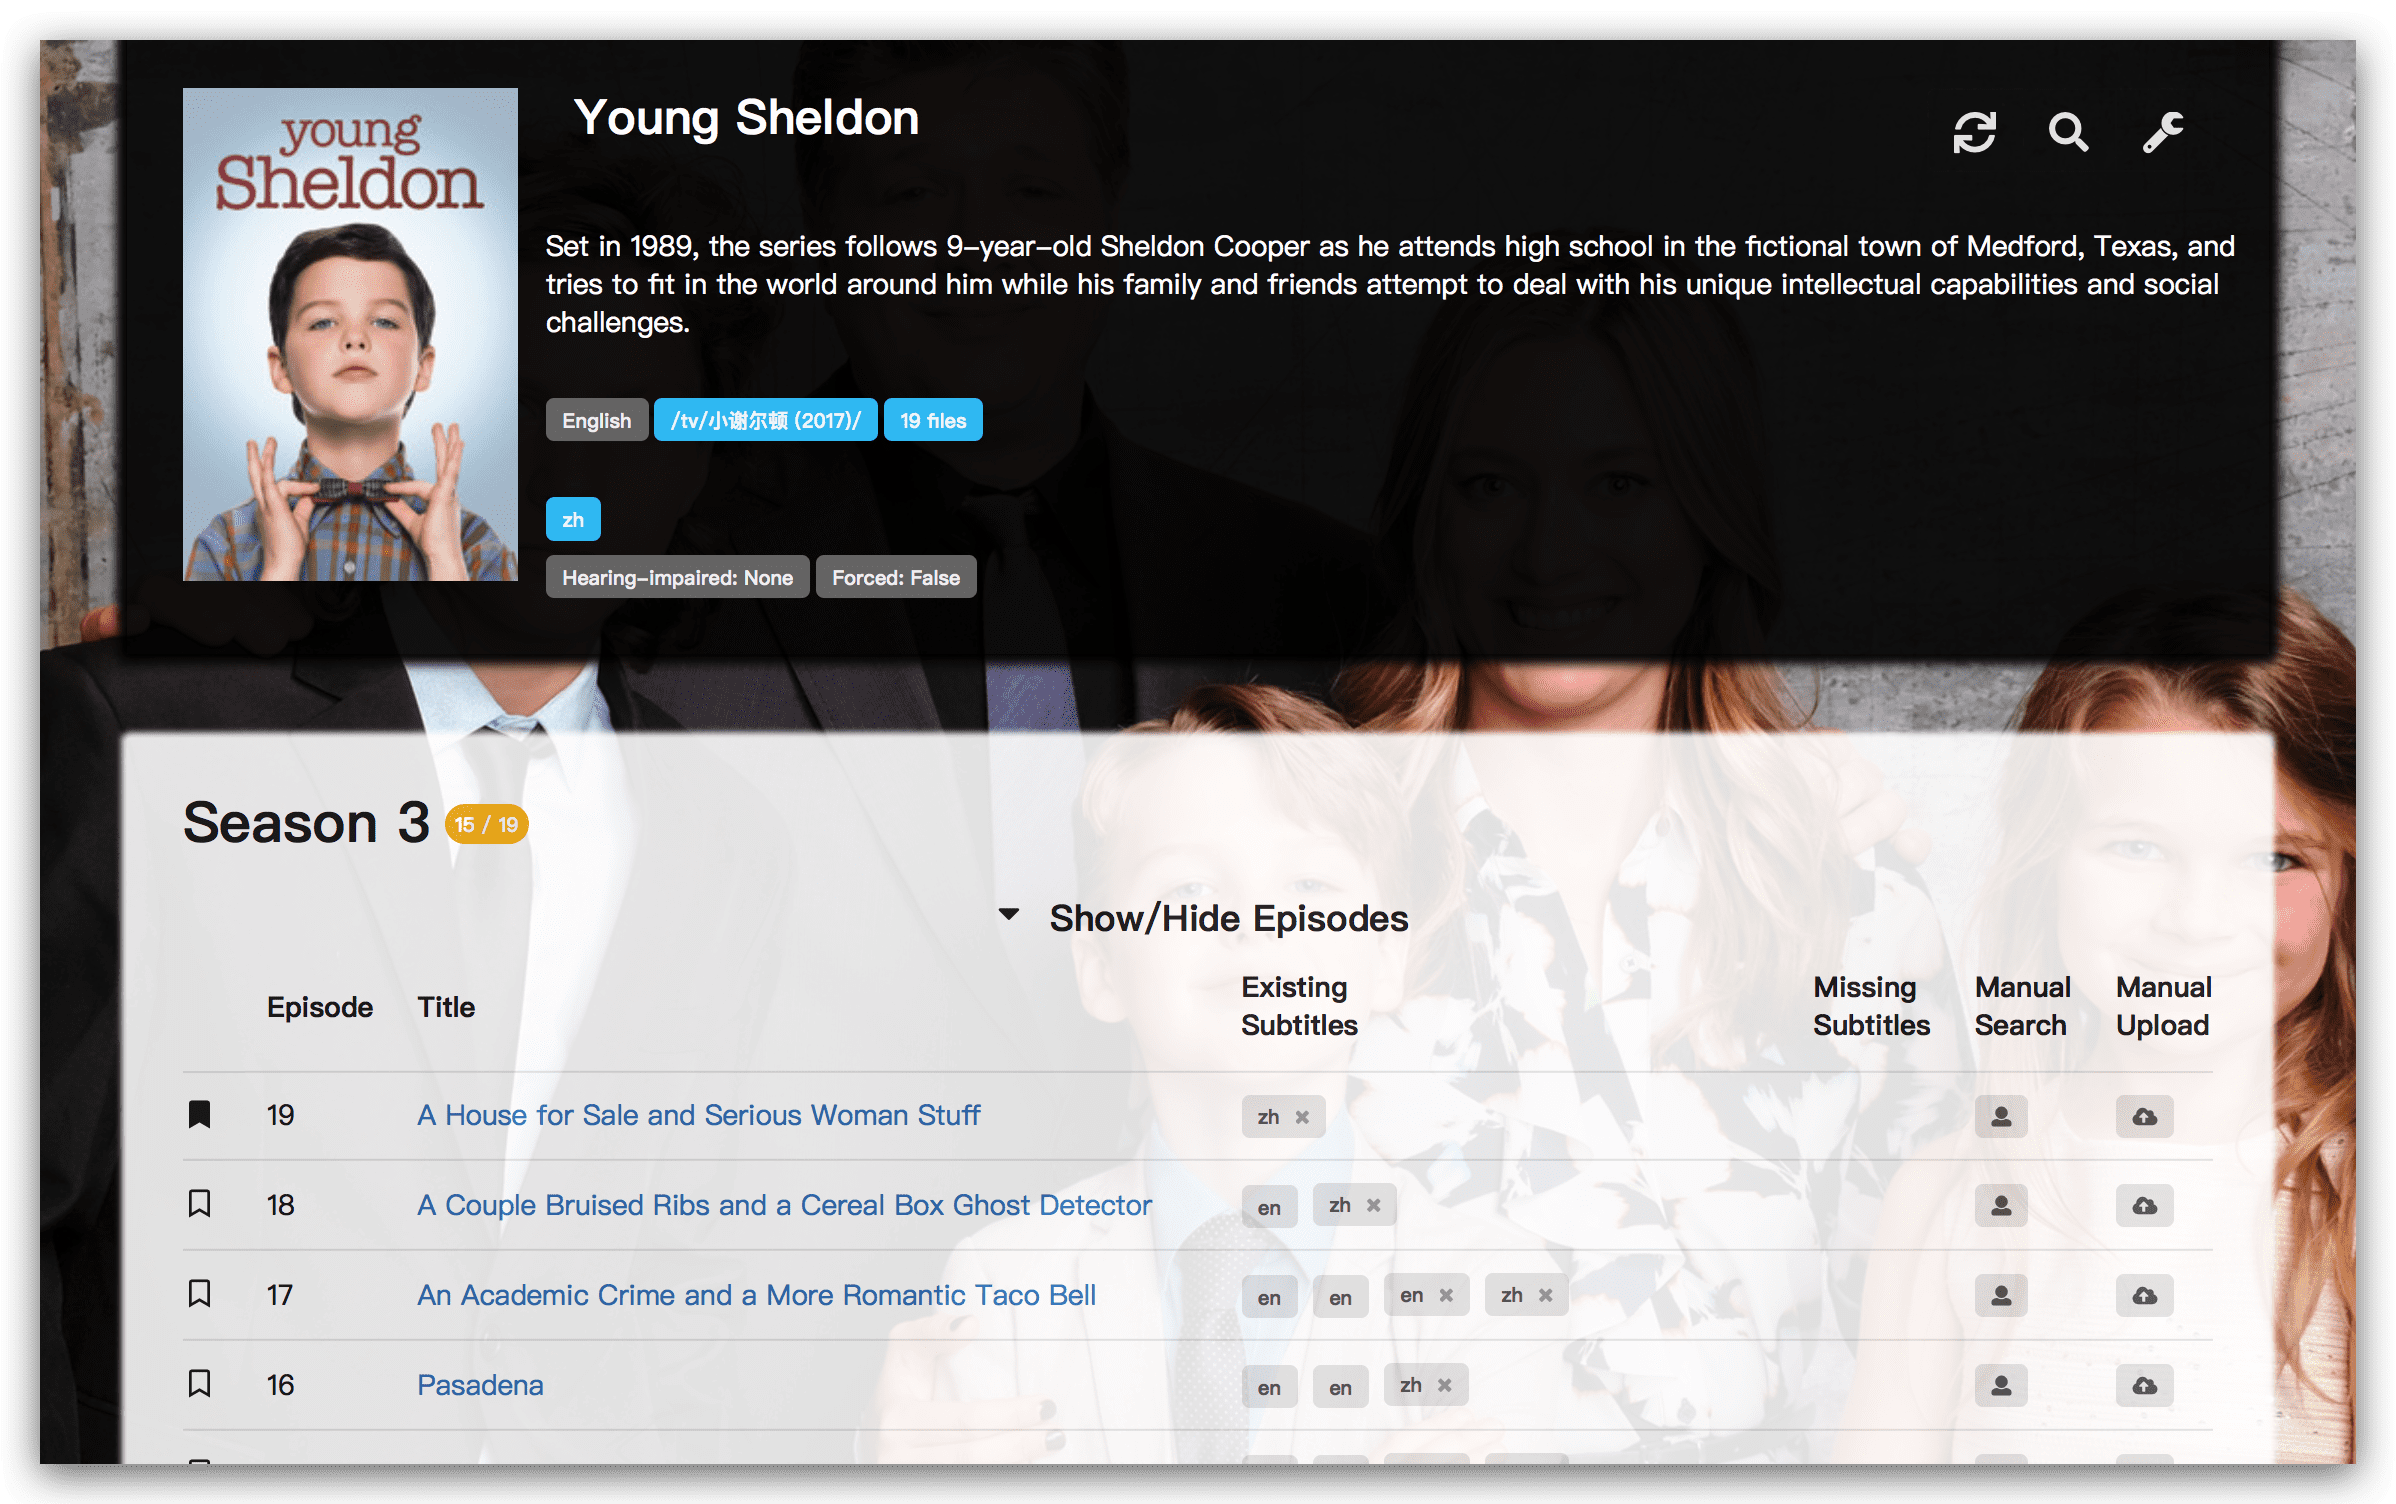 young
Sheldon
Young Sheldon
Set in 1989, the series follows 9-year-old Sheldon Cooper as he attends high school in the fictional town of Medford, Texas, and
tries to fit in the world around him while his family and friends attempt to deal with his unique intellectual capabilities and social
challenges.
English /tv/小谢尔顿 (2017)/ 19 files
zh
Hearing-impaired: None Forced: False
Season 3 15 / 19
Show/Hide Episodes
Episode Title Existing Subtitles Missing Subtitles Manual Search Manual Upload
19 A House for Sale and Serious Woman Stuff zh ×
18 A Couple Bruised Ribs and a Cereal Box Ghost Detector en zh ×
17 An Academic Crime and a More Romantic Taco Bell en en en × zh ×
16 Pasadena en en zh ×